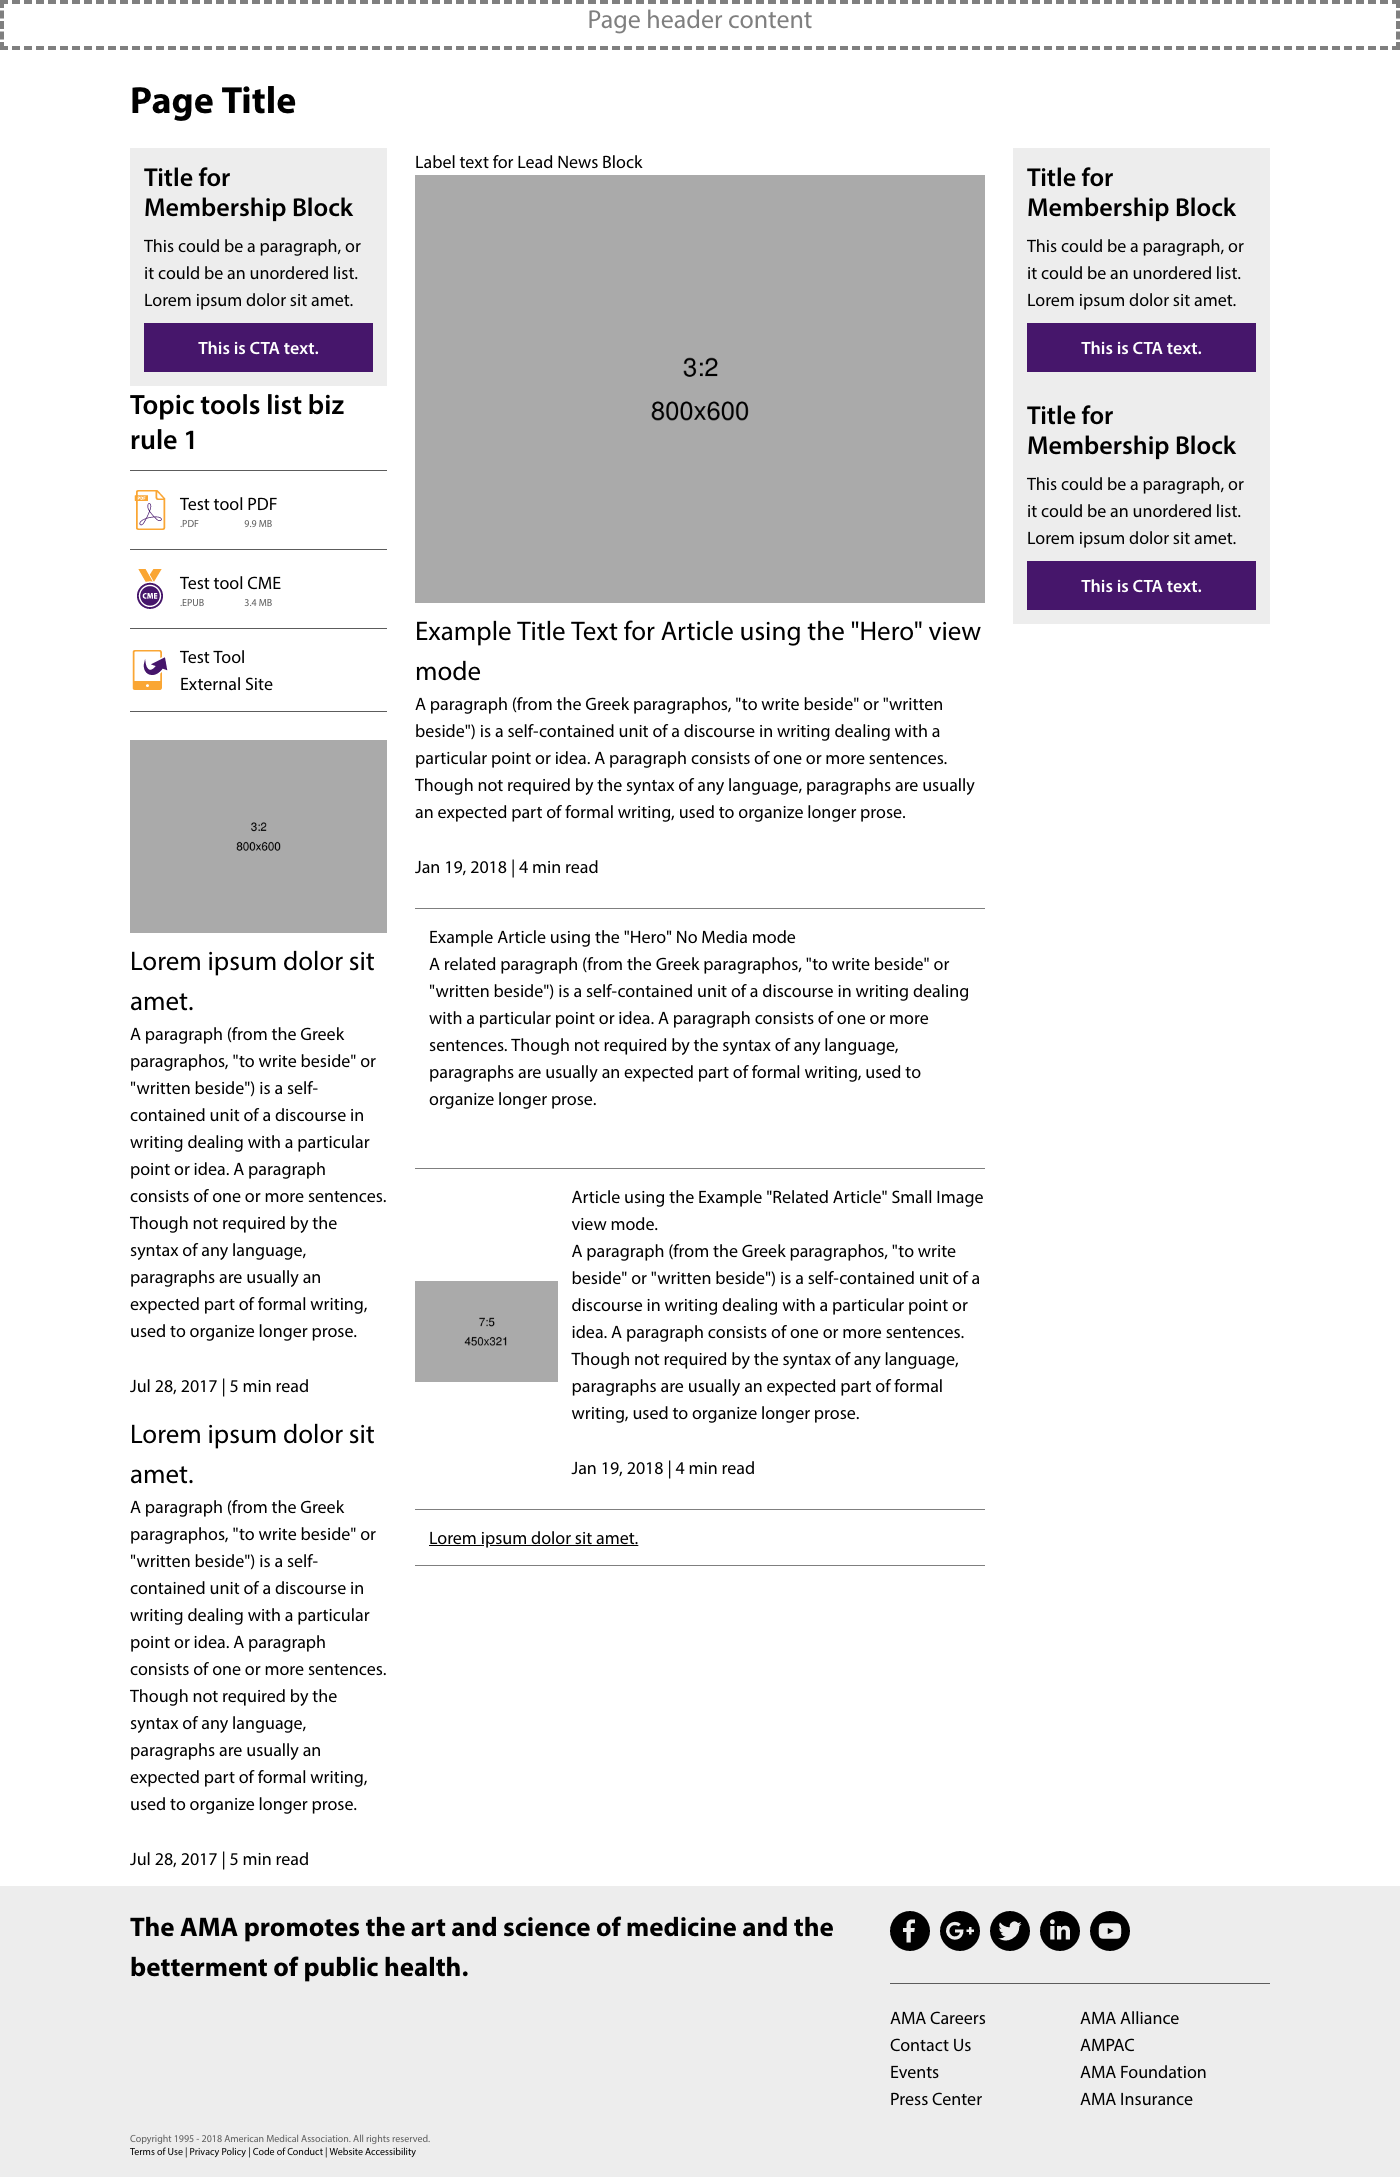 Page header content
Page Title
Title for
Membership Block
This could be a paragraph, or
it could be an unordered list.
Lorem ipsum dolor sit amet.
This is CTA text.
Topic tools list biz
rule 1
PDF
Test tool PDF
.PDF 9.9 MB
CME
Test tool CME
.EPUB 3.4 MB
Test Tool
External Site
3:2
800x600
Lorem ipsum dolor sit
amet.
A paragraph (from the Greek
paragraphos, "to write beside" or
"written beside") is a self-
contained unit of a discourse in
writing dealing with a particular
point or idea. A paragraph
consists of one or more sentences.
Though not required by the
syntax of any language,
paragraphs are usually an
expected part of formal writing,
used to organize longer prose.
Jul 28, 2017 | 5 min read
Lorem ipsum dolor sit
amet.
A paragraph (from the Greek
paragraphos, "to write beside" or
"written beside") is a self-
contained unit of a discourse in
writing dealing with a particular
point or idea. A paragraph
consists of one or more sentences.
Though not required by the
syntax of any language,
paragraphs are usually an
expected part of formal writing,
used to organize longer prose.
Jul 28, 2017 | 5 min read
Label text for Lead News Block
3:2
800x600
Example Title Text for Article using the "Hero" view
mode
A paragraph (from the Greek paragraphos, "to write beside" or "written
beside") is a self-contained unit of a discourse in writing dealing with a
particular point or idea. A paragraph consists of one or more sentences.
Though not required by the syntax of any language, paragraphs are usually
an expected part of formal writing, used to organize longer prose.
Jan 19, 2018 | 4 min read
Example Article using the "Hero" No Media mode
A related paragraph (from the Greek paragraphos, "to write beside" or
"written beside") is a self-contained unit of a discourse in writing dealing
with a particular point or idea. A paragraph consists of one or more
sentences. Though not required by the syntax of any language,
paragraphs are usually an expected part of formal writing, used to
organize longer prose.
7:5
450x321
Article using the Example "Related Article" Small Image
view mode.
A paragraph (from the Greek paragraphos, "to write
beside" or "written beside") is a self-contained unit of a
discourse in writing dealing with a particular point or
idea. A paragraph consists of one or more sentences.
Though not required by the syntax of any language,
paragraphs are usually an expected part of formal
writing, used to organize longer prose.
Jan 19, 2018 | 4 min read
Lorem ipsum dolor sit amet.
Title for
Membership Block
This could be a paragraph, or
it could be an unordered list.
Lorem ipsum dolor sit amet.
This is CTA text.
Title for
Membership Block
This could be a paragraph, or
it could be an unordered list.
Lorem ipsum dolor sit amet.
This is CTA text.
The AMA promotes the art and science of medicine and the
betterment of public health.
AMA Careers
Contact Us
Events
Press Center
AMA Alliance
AMPAC
AMA Foundation
AMA Insurance
Copyright 1995 - 2018 American Medical Association. All rights reserved.
Terms of Use | Privacy Policy | Code of Conduct | Website Accessibility